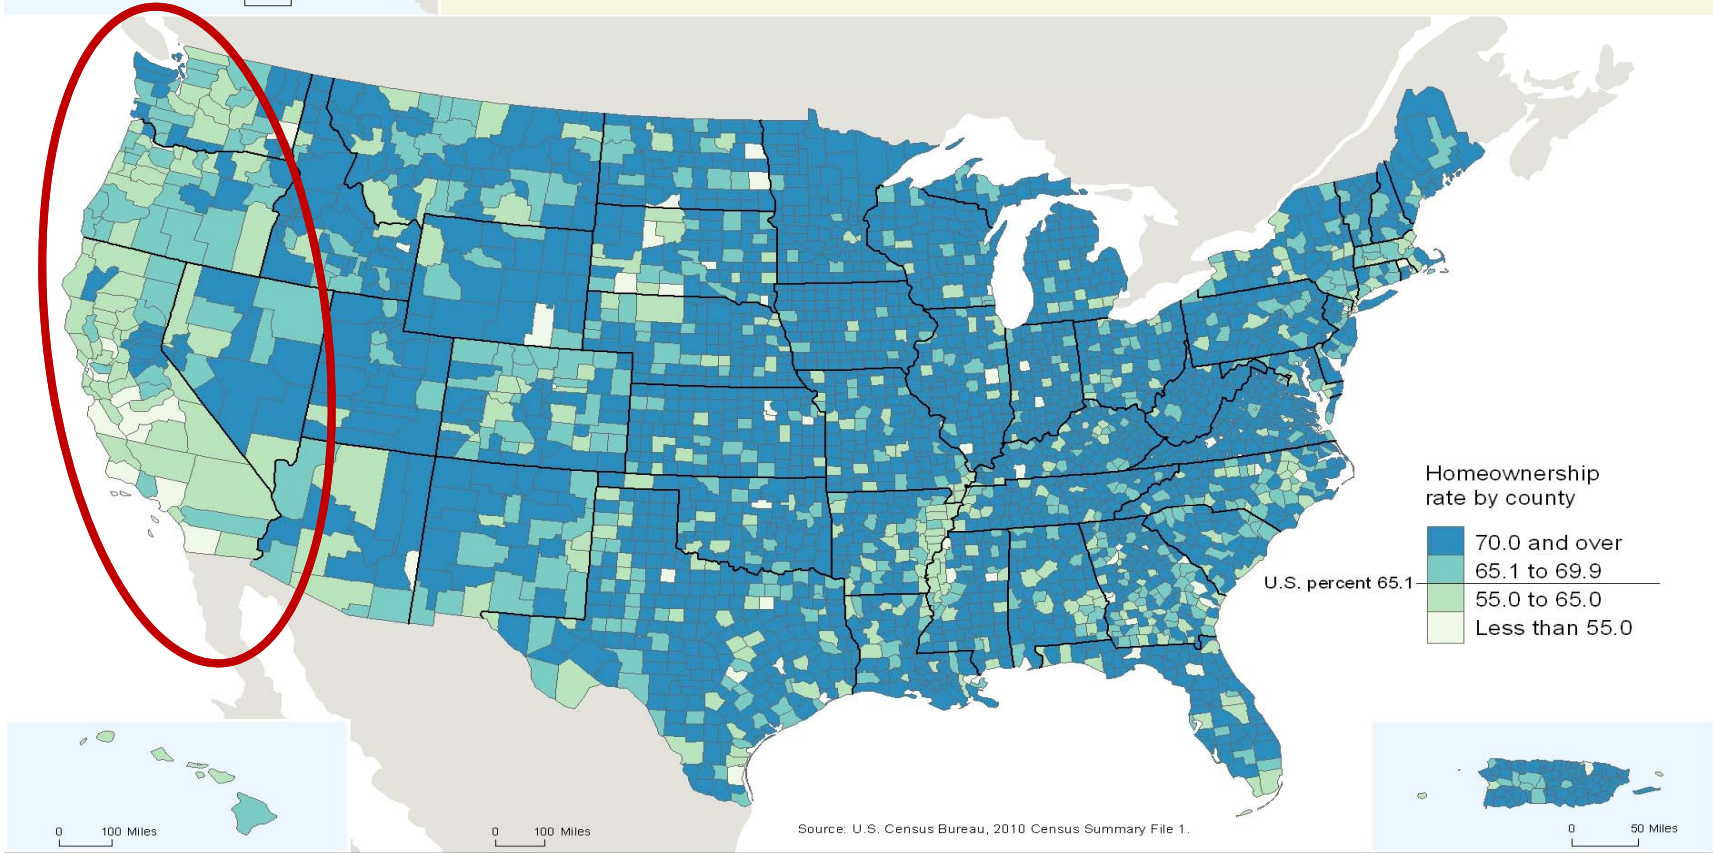 Homeownership
rate by county
70.0 and over
65.1 to 69.9
U.S. percent 65.1
55.0 to 65.0
Less than 55.0
0 100 Miles
0 100 Miles
Source: U.S. Census Bureau, 2010 Census Summary File 1.
0 50 Miles